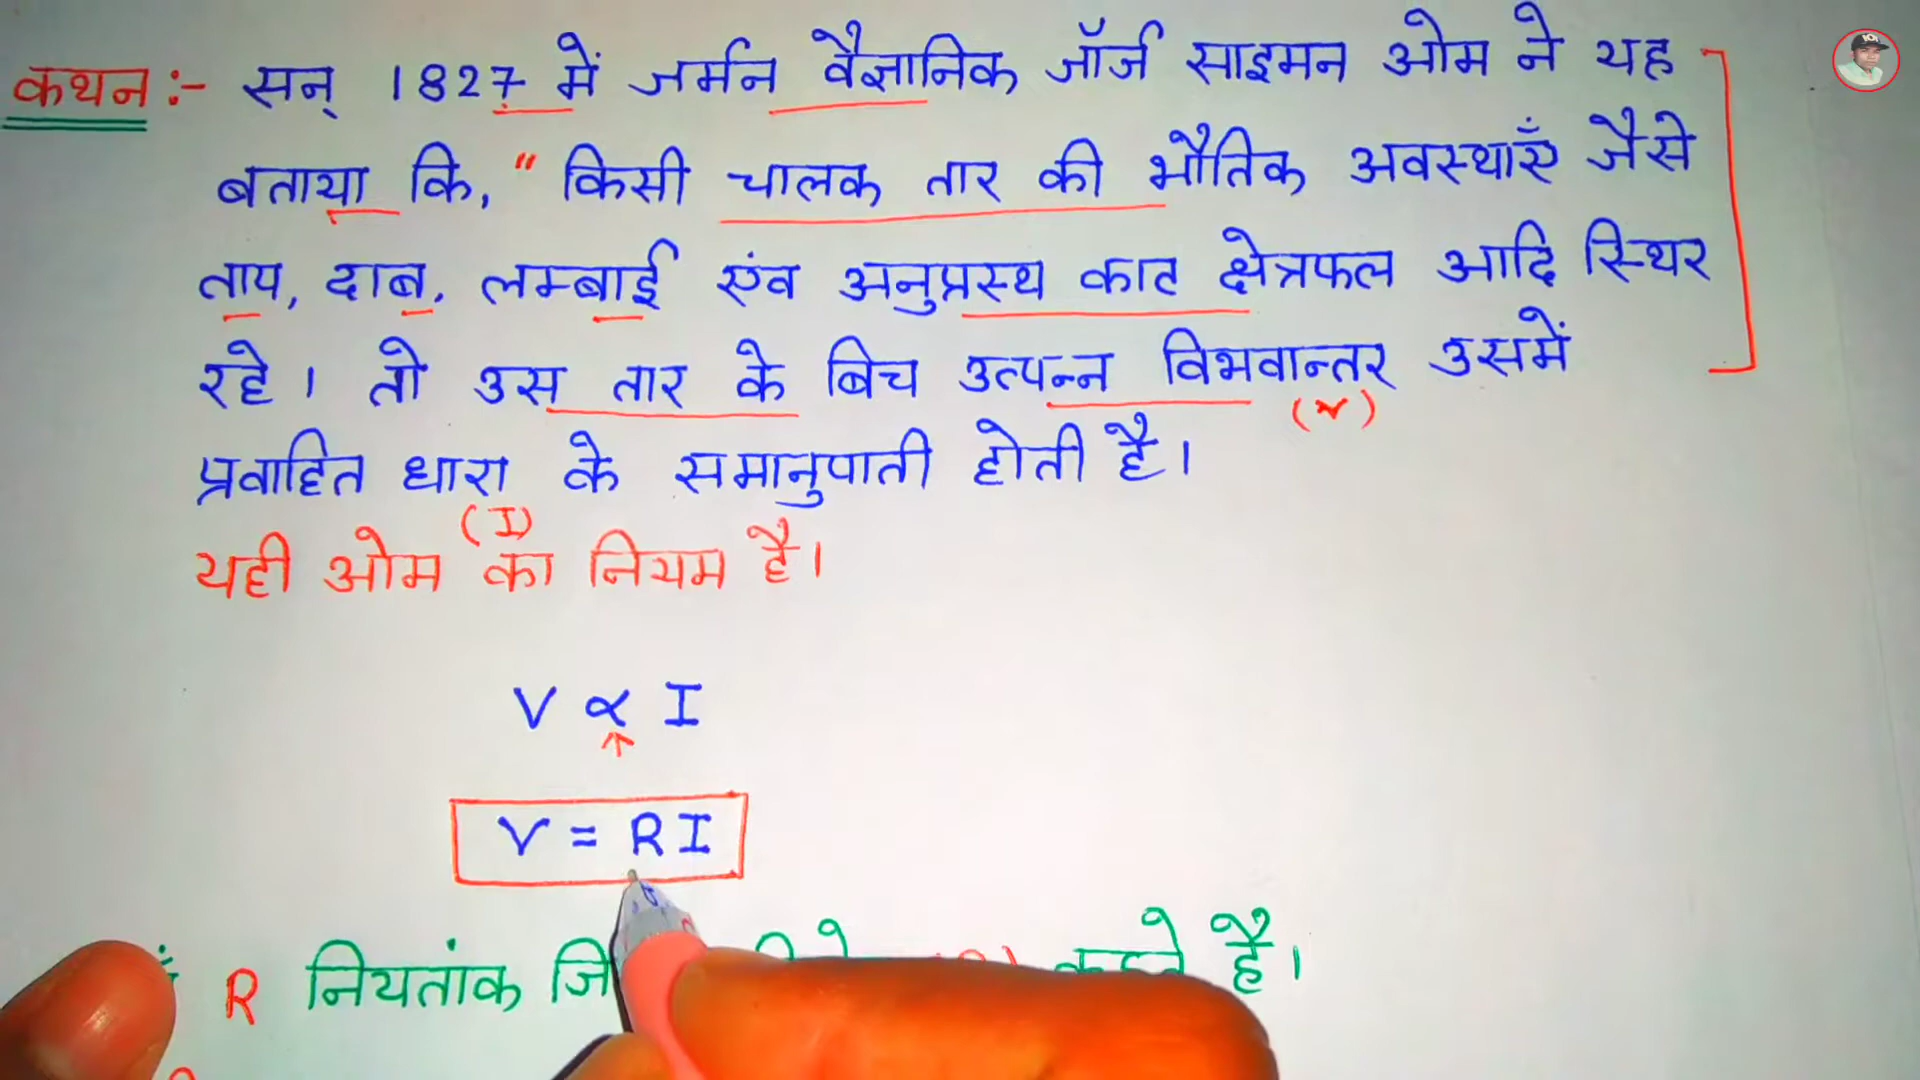 कथन :- सन् 1827 में जर्मन वैज्ञानिक जॉर्ज साइमन ओम ने यह
बताया कि, " किसी चालक तार की भौतिक अवस्थाएँ जैसे
ताप, दाब, लम्बाई एंव अनुप्रस्थ काट क्षेत्रफल आदि स्थिर
रहे । तो उस तार के बिच उत्पन्न विभवान्तर उसमें
(V)
प्रवाहित धारा के समानुपाती होती है।
(I)
यही ओम का नियम है।
V ∝ I
V = RI
R नियतांक है।